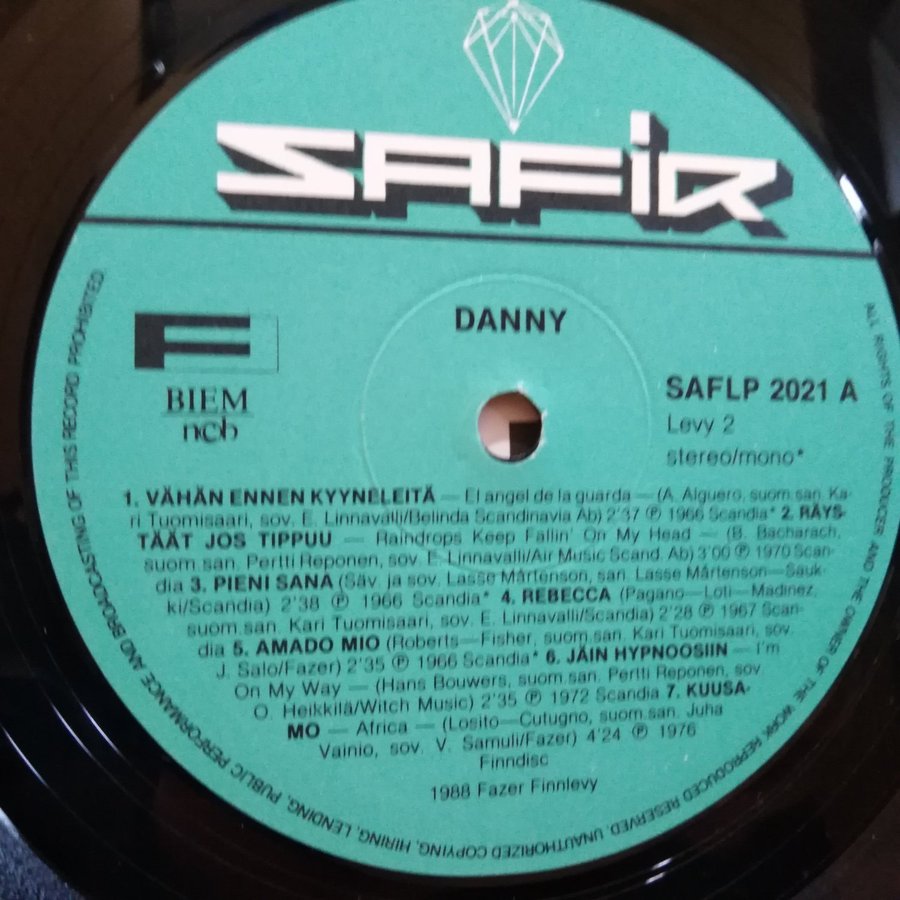 SAFIR
DANNY
F
BIEM
ncb
SAFLP 2021 A
Levy 2
stereo/mono*
1. VÄHÄN ENNEN KYYNELEITÄ — El angel de la guarda — (A. Alguero, suom.san. Ka-
ri Tuomisaari, sov. E. Linnavalli/Belinda Scandinavia Ab) 2'37 ℗ 1966 Scandia* 2. RÄYS-
TÄÄT JOS TIPPUU — Raindrops Keep Fallin' On My Head — (B. Bacharach,
suom.san. Pertti Reponen, sov. E. Linnavalli/Air Music Scand. Ab) 3'00 ℗ 1970 Scan-
dia 3. PIENI SANA (Säv. ja sov. Lasse Mårtenson, san. Lasse Mårtenson—Sauk-
ki/Scandia) 2'38 ℗ 1966 Scandia* 4. REBECCA (Pagano—Loti—Madinez,
suom.san. Kari Tuomisaari, sov. E. Linnavalli/Scandia) 2'28 ℗ 1967 Scan-
dia 5. AMADO MIO (Roberts—Fisher, suom.san. Kari Tuomisaari, sov.
J. Salo/Fazer) 2'35 ℗ 1966 Scandia* 6. JÄIN HYPNOOSIIN — I'm
On My Way — (Hans Bouwers, suom.san. Pertti Reponen, sov.
O. Heikkilä/Witch Music) 2'35 ℗ 1972 Scandia 7. KUUSA-
MO — Africa — (Losito—Cutugno, suom.san. Juha
Vainio, sov. V. Samuli/Fazer) 4'24 ℗ 1976
Finndisc
1988 Fazer Finnlevy
ALL RIGHTS OF THE PRODUCER AND THE OWNER OF THE WORK REPRODUCED RESERVED. UNAUTHORIZED COPYING, HIRING, LENDING, PUBLIC PERFORMANCE AND BROADCASTING OF THIS RECORD PROHIBITED.